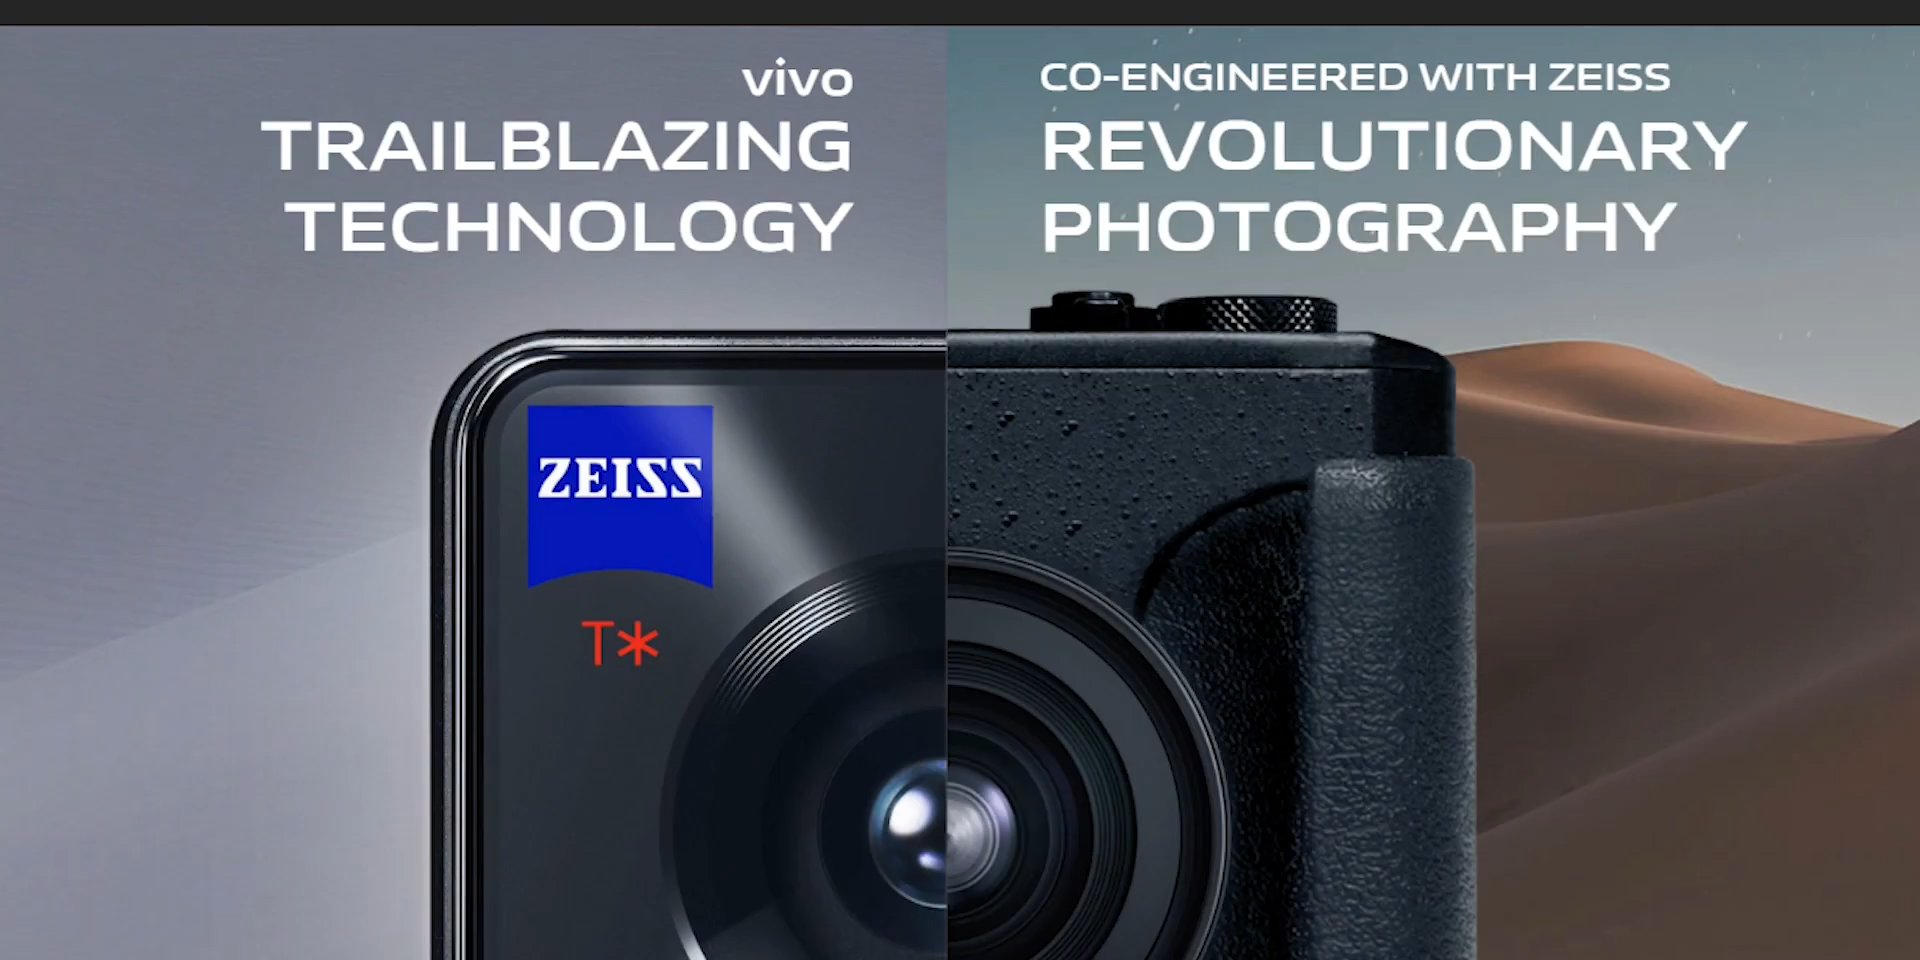 vivo
TRAILBLAZING
TECHNOLOGY
CO-ENGINEERED WITH ZEISS
REVOLUTIONARY
PHOTOGRAPHY
ZEISS
T*